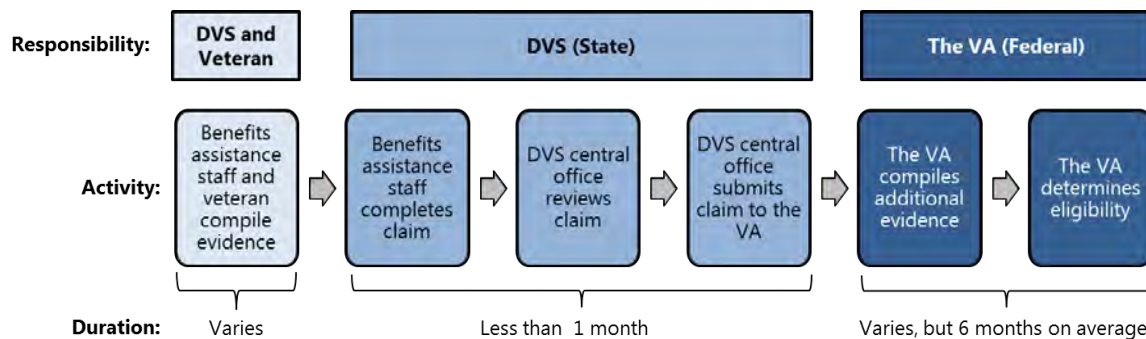 Responsibility:
DVS and
Veteran
DVS (State)
The VA (Federal)
Activity:
Benefits
assistance
staff and
veteran
compile
evidence
Benefits
assistance
staff
completes
claim
DVS central
office
reviews
claim
DVS central
office
submits
claim to the
VA
The VA
compiles
additional
evidence
The VA
determines
eligibility
Duration:
Varies
Less than 1 month
Varies, but 6 months on average